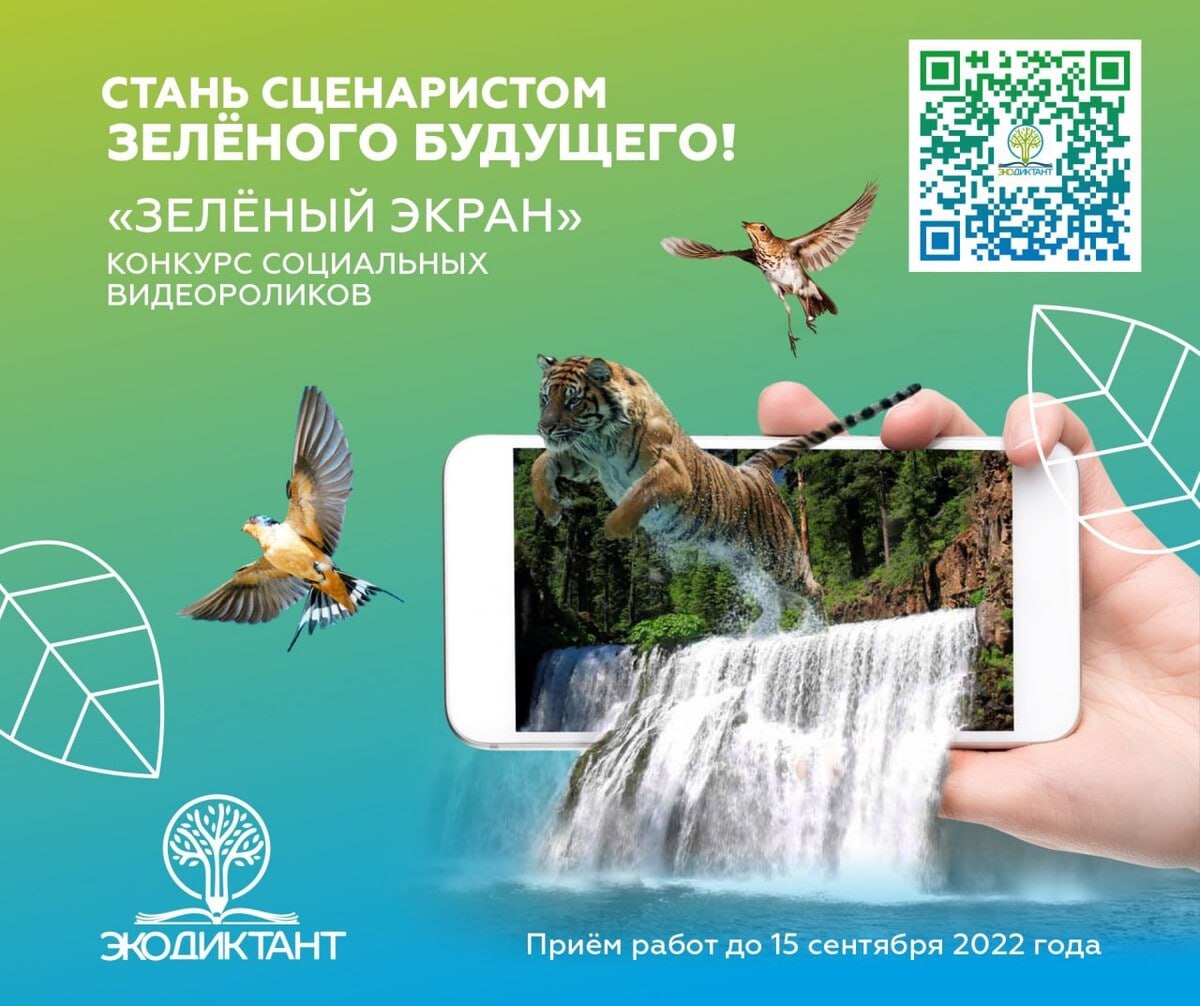 СТАНЬ СЦЕНАРИСТОМ
ЗЕЛЁНОГО БУДУЩЕГО!
«ЗЕЛЁНЫЙ ЭКРАН»
КОНКУРС СОЦИАЛЬНЫХ
ВИДЕОРОЛИКОВ
ЭКОДИКТАНТ
ЭКОДИКТАНТ
Приём работ до 15 сентября 2022 года